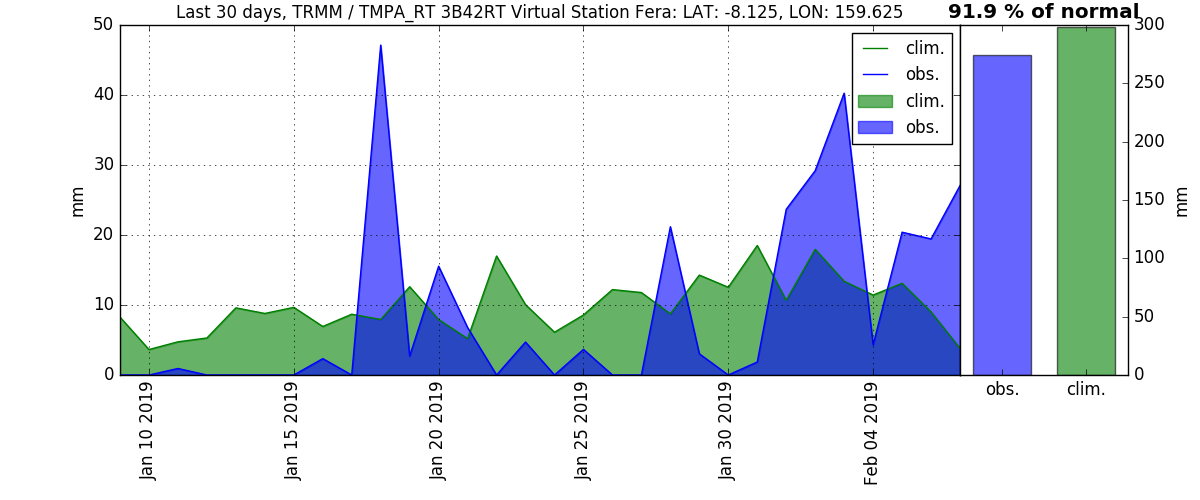 Last 30 days, TRMM / TMPA_RT 3B42RT Virtual Station Fera: LAT: -8.125, LON: 159.625
91.9 % of normal
50
40
30
20
10
0
mm
clim.
obs.
clim.
obs.
300
250
200
150
100
50
0
mm
obs.
clim.
Jan 10 2019
Jan 15 2019
Jan 20 2019
Jan 25 2019
Jan 30 2019
Feb 04 2019